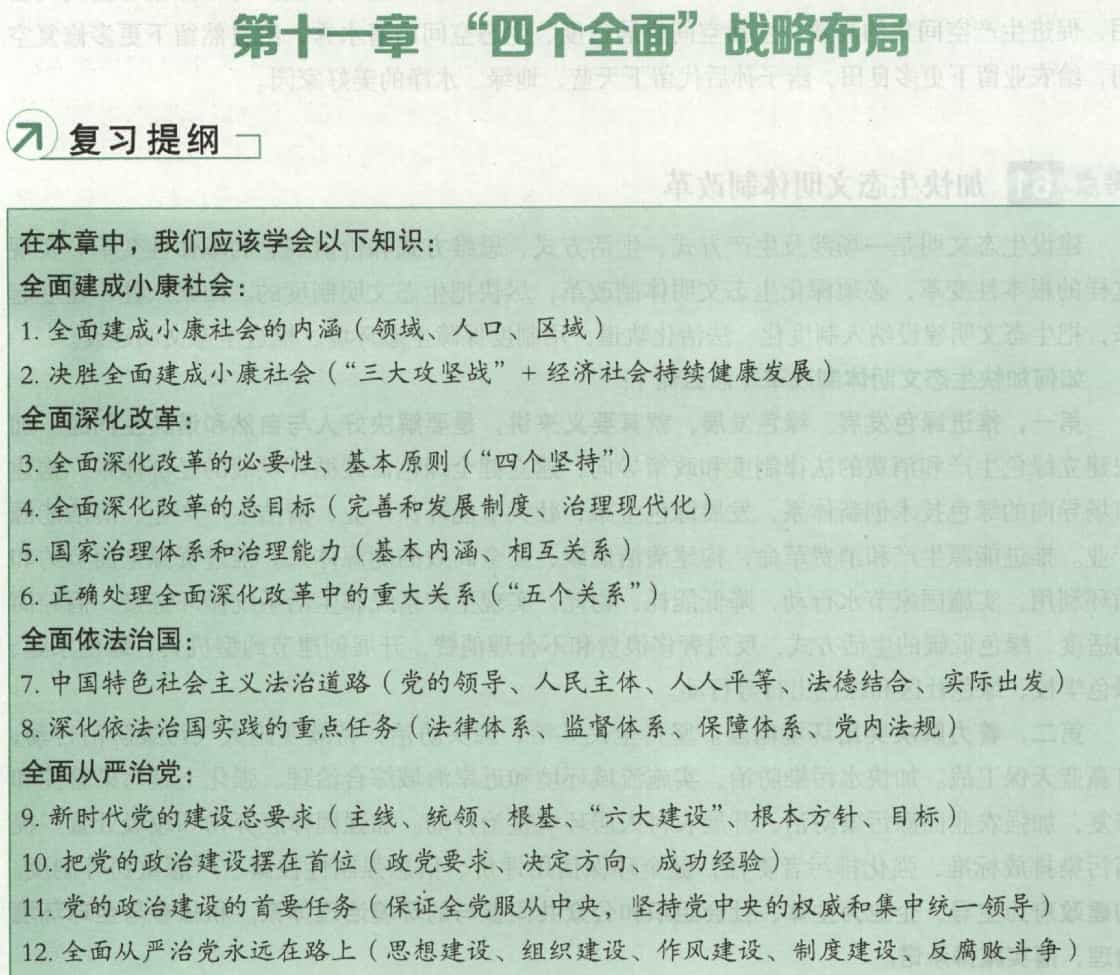 第十一章 “四个全面”战略布局
复习提纲
在本章中，我们应该学会以下知识：
全面建成小康社会：
1. 全面建成小康社会的内涵（领域、人口、区域）
2. 决胜全面建成小康社会（“三大攻坚战”+经济社会持续健康发展）
全面深化改革：
3. 全面深化改革的必要性、基本原则（“四个坚持”）
4. 全面深化改革的总目标（完善和发展制度、治理现代化）
5. 国家治理体系和治理能力（基本内涵、相互关系）
6. 正确处理全面深化改革中的重大关系（“五个关系”）
全面依法治国：
7. 中国特色社会主义法治道路（党的领导、人民主体、人人平等、法德结合、实际出发）
8. 深化依法治国实践的重点任务（法律体系、监督体系、保障体系、党内法规）
全面从严治党：
9. 新时代党的建设总要求（主线、统领、根基、“六大建设”、根本方针、目标）
10. 把党的政治建设摆在首位（政党要求、决定方向、成功经验）
11. 党的政治建设的首要任务（保证全党服从中央，坚持党中央的权威和集中统一领导）
12. 全面从严治党永远在路上（思想建设、组织建设、作风建设、制度建设、反腐败斗争）